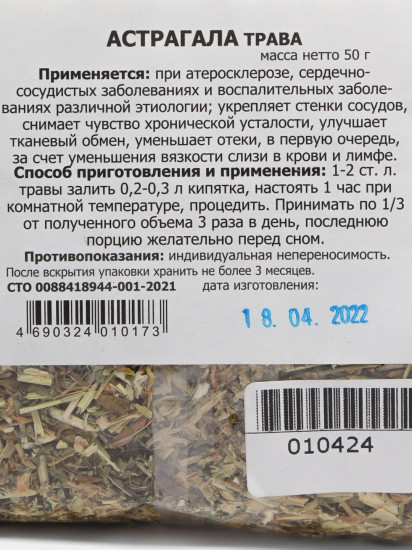 АСТРАГАЛА ТРАВА
масса нетто 50 г
Применяется: при атеросклерозе, сердечно-
сосудистых заболеваниях и воспалительных заболе-
ваниях различной этиологии; укрепляет стенки сосудов,
снимает чувство хронической усталости, улучшает
тканевый обмен, уменьшает отеки, в первую очередь,
за счет уменьшения вязкости слизи в крови и лимфе.
Способ приготовления и применения: 1-2 ст. л.
травы залить 0,2-0,3 л кипятка, настоять 1 час при
комнатной температуре, процедить. Принимать по 1/3
от полученного объема 3 раза в день, последнюю
порцию желательно перед сном.
Противопоказания: индивидуальная непереносимость.
После вскрытия упаковки хранить не более 3 месяцев.
СТО 0088418944-001-2021 дата изготовления:
18.04.2022
4 690324 010173
010424